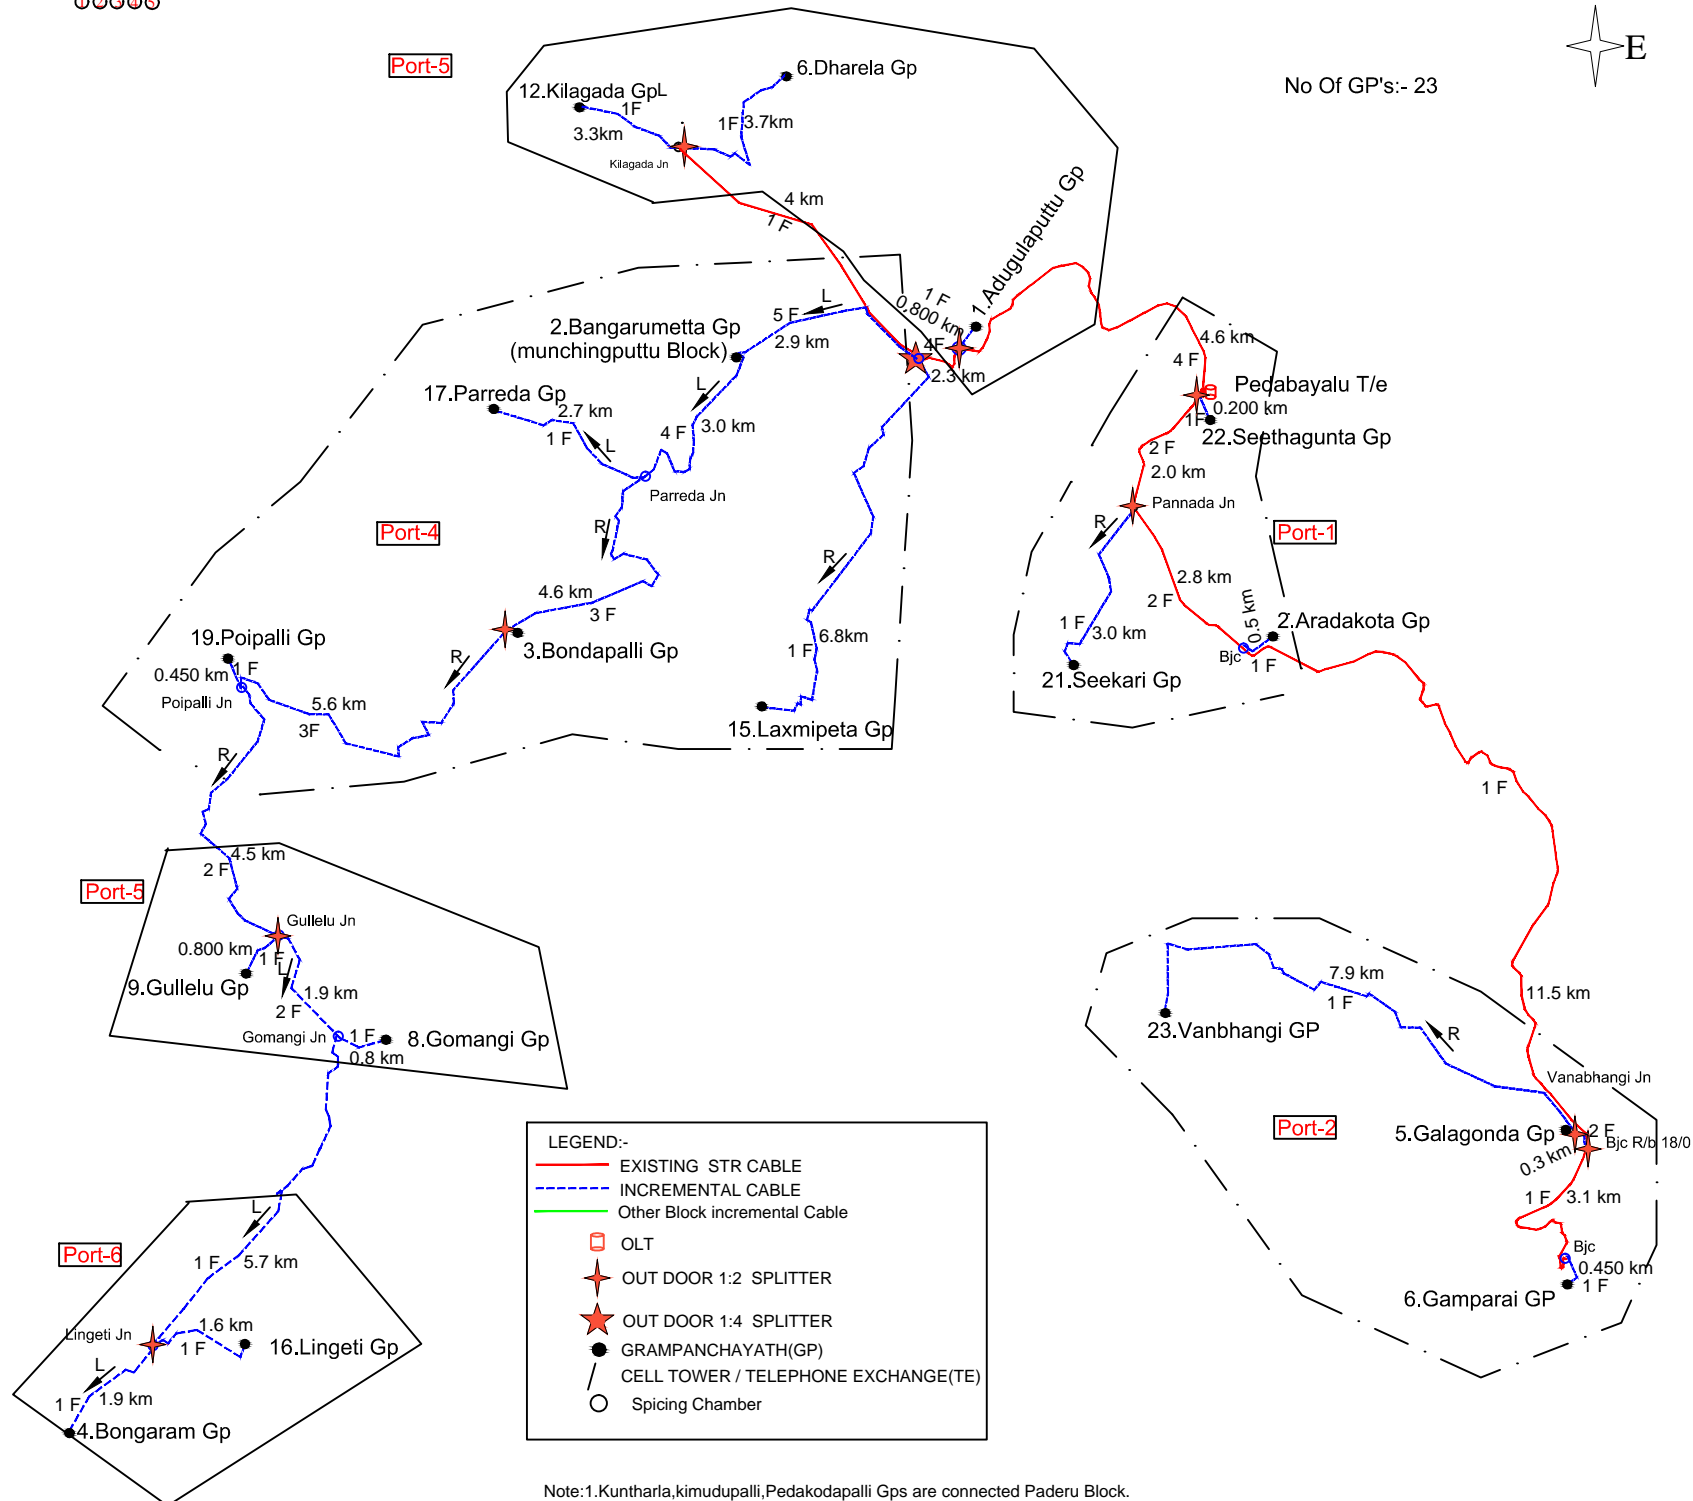 1 2 3 4 5
E
No Of GP's:- 23
Port-5
12.Kilagada GpL
1F
3.3km
6.Dharela Gp
1F 3.7km
Kilagada Jn
4 km
1 F
1.Adugulaputtu Gp
1 F
0.800 km
4F
2.3 km
4.6 km
4 F
Pedabayalu T/e
0.200 km
1F
22.Seethagunta Gp
2 F
2.0 km
Pannada Jn
Port-1
R
2.8 km
2 F
1 F
3.0 km
21.Seekari Gp
0.5 km
2.Aradakota Gp
Bjc
1 F
L
5 F
2.9 km
2.Bangarumetta Gp
(munchingputtu Block)
L
3.0 km
4 F
17.Parreda Gp
2.7 km
1 F
L
Parreda Jn
Port-4
R
4.6 km
3 F
3.Bondapalli Gp
R
R
6.8km
1 F
15.Laxmipeta Gp
19.Poipalli Gp
1 F
0.450 km
Poipalli Jn
5.6 km
3F
R
4.5 km
2 F
Port-5
Gullelu Jn
0.800 km
1 F
L
9.Gullelu Gp
1.9 km
2 F
Gomangi Jn
1 F
0.8 km
8.Gomangi Gp
L
Port-6
1 F
5.7 km
Lingeti Jn
1.6 km
1 F
16.Lingeti Gp
L
1 F
1.9 km
4.Bongaram Gp
1 F
11.5 km
7.9 km
1 F
23.Vanbhangi GP
R
Vanabhangi Jn
Port-2
5.Galagonda Gp
2 F
Bjc R/b 18/0
0.3 km
1 F
3.1 km
Bjc
0.450 km
1 F
6.Gamparai GP
LEGEND:-
EXISTING STR CABLE
INCREMENTAL CABLE
Other Block incremental Cable
OLT
OUT DOOR 1:2 SPLITTER
OUT DOOR 1:4 SPLITTER
GRAMPANCHAYATH(GP)
CELL TOWER / TELEPHONE EXCHANGE(TE)
Spicing Chamber
Note:1.Kuntharla,kimudupalli,Pedakodapalli Gps are connected Paderu Block.